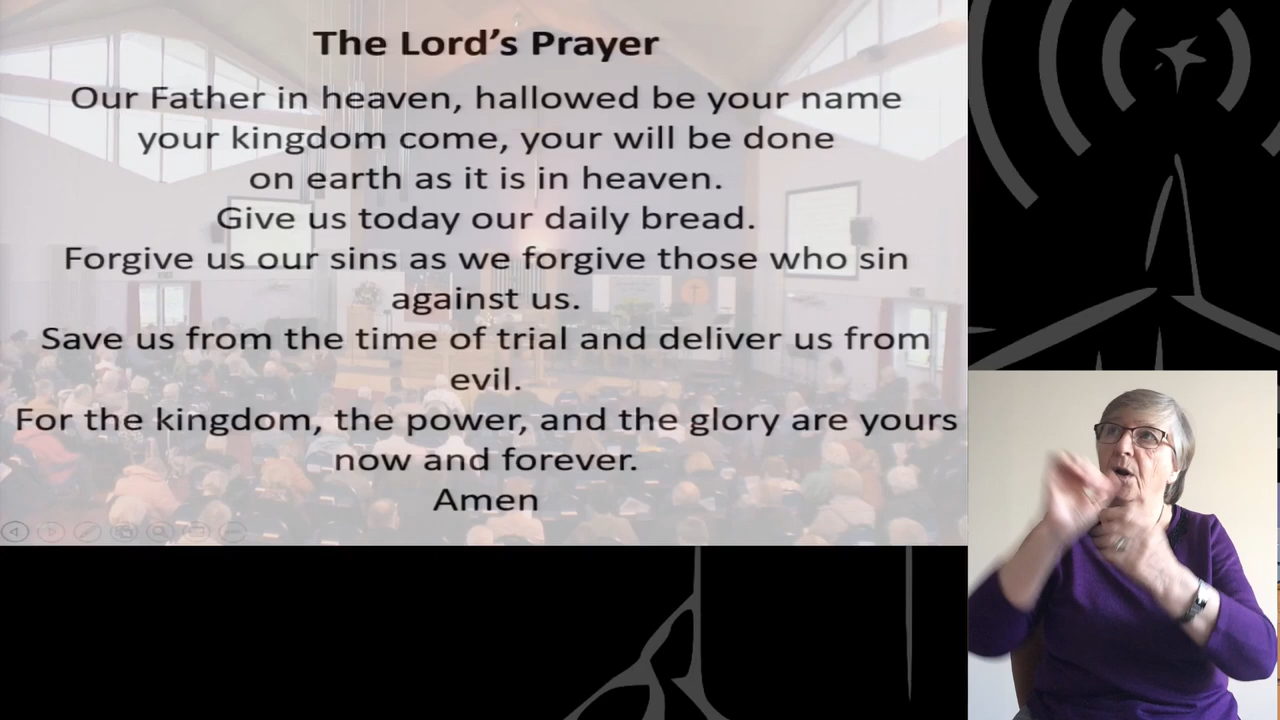 The Lord’s Prayer
Our Father in heaven, hallowed be your name
your kingdom come, your will be done
on earth as it is in heaven.
Give us today our daily bread.
Forgive us our sins as we forgive those who sin
against us.
Save us from the time of trial and deliver us from
evil.
For the kingdom, the power, and the glory are yours
now and forever.
Amen